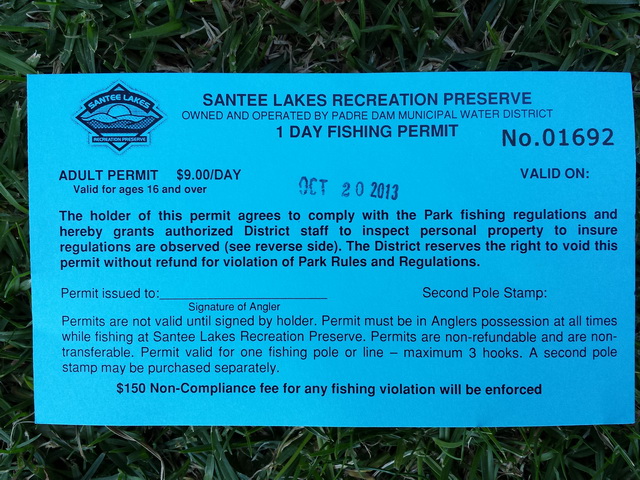 SANTEE LAKES
RECREATION PRESERVE
SANTEE LAKES RECREATION PRESERVE
OWNED AND OPERATED BY PADRE DAM MUNICIPAL WATER DISTRICT
1 DAY FISHING PERMIT
No.01692
ADULT PERMIT $9.00/DAY
VALID ON:
Valid for ages 16 and over
OCT 20 2013
The holder of this permit agrees to comply with the Park fishing regulations and
hereby grants authorized District staff to inspect personal property to insure
regulations are observed (see reverse side). The District reserves the right to void this
permit without refund for violation of Park Rules and Regulations.
Permit issued to:______________________ Second Pole Stamp:
Signature of Angler
Permits are not valid until signed by holder. Permit must be in Anglers possession at all times
while fishing at Santee Lakes Recreation Preserve. Permits are non-refundable and are non-
transferable. Permit valid for one fishing pole or line – maximum 3 hooks. A second pole
stamp may be purchased separately.
$150 Non-Compliance fee for any fishing violation will be enforced